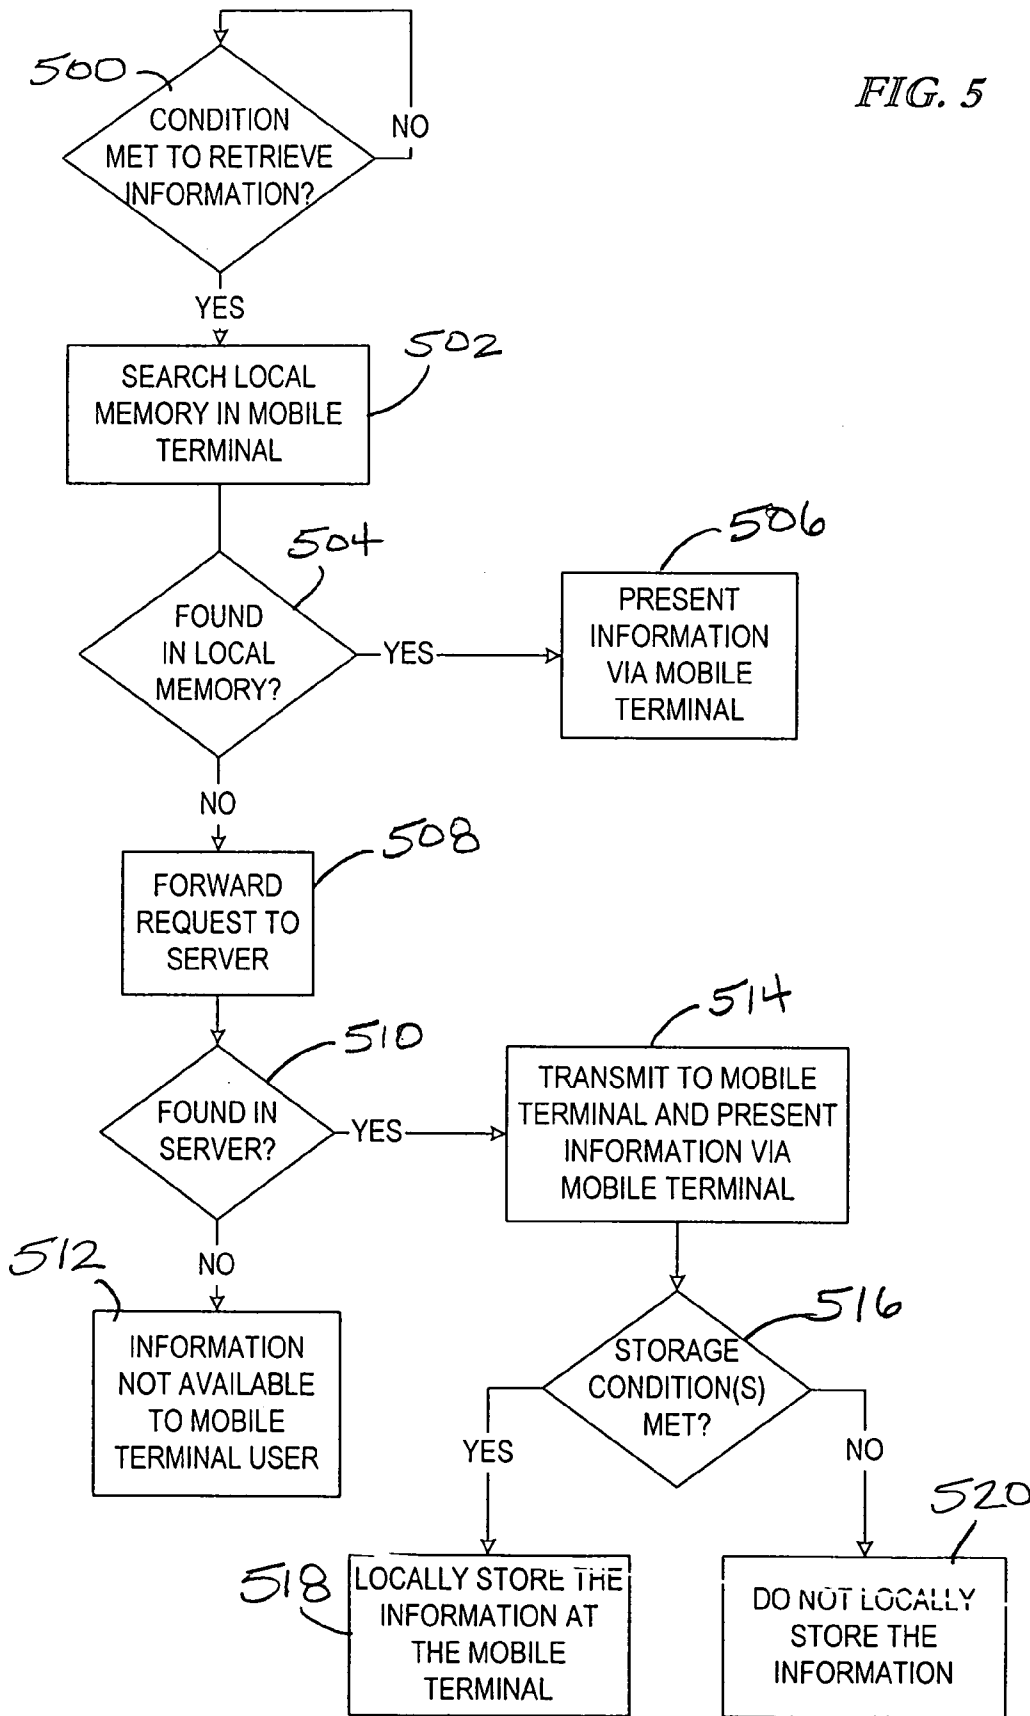 FIG. 5
500
CONDITION
MET TO RETRIEVE
INFORMATION?
NO
YES
502
SEARCH LOCAL
MEMORY IN MOBILE
TERMINAL
504
FOUND
IN LOCAL
MEMORY?
YES
506
PRESENT
INFORMATION
VIA MOBILE
TERMINAL
NO
508
FORWARD
REQUEST TO
SERVER
510
FOUND IN
SERVER?
YES
514
TRANSMIT TO MOBILE
TERMINAL AND PRESENT
INFORMATION VIA
MOBILE TERMINAL
NO
512
INFORMATION
NOT AVAILABLE
TO MOBILE
TERMINAL USER
516
STORAGE
CONDITION(S)
MET?
YES
NO
518
LOCALLY STORE THE
INFORMATION AT
THE MOBILE
TERMINAL
520
DO NOT LOCALLY
STORE THE
INFORMATION